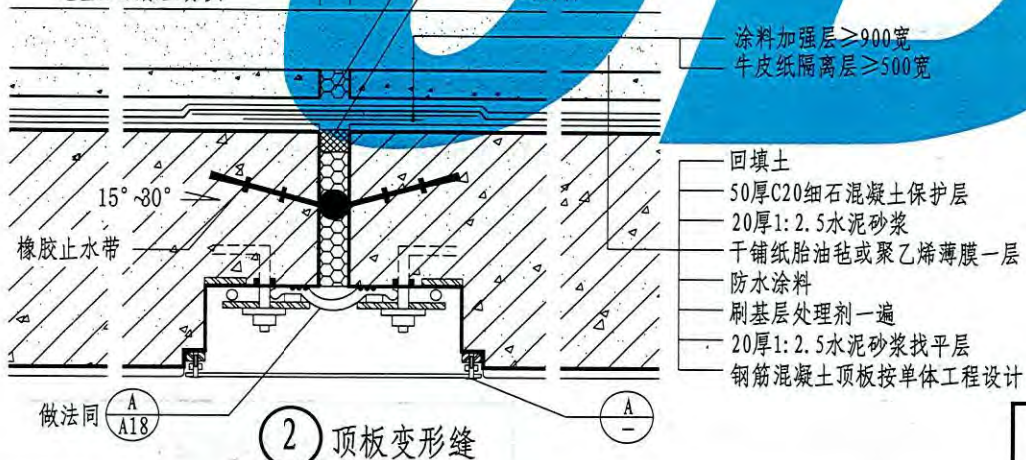 涂料加强层≥900宽
牛皮纸隔离层≥500宽
回填土
50厚C20细石混凝土保护层
20厚1:2.5水泥砂浆
干铺纸胎油毡或聚乙烯薄膜一层
防水涂料
刷基层处理剂一遍
20厚1:2.5水泥砂浆找平层
钢筋混凝土顶板按单体工程设计
15°~30°
橡胶止水带
做法同 A
A18
A
-
2 顶板变形缝